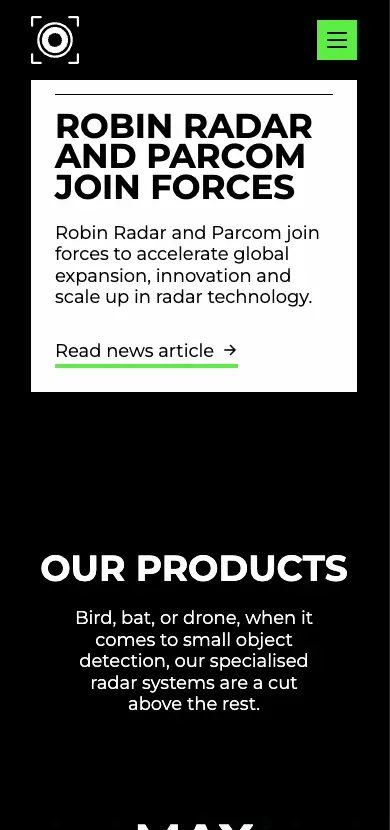 ROBIN RADAR
AND PARCOM
JOIN FORCES
Robin Radar and Parcom join
forces to accelerate global
expansion, innovation and
scale up in radar technology.
Read news article →
OUR PRODUCTS
Bird, bat, or drone, when it
comes to small object
detection, our specialised
radar systems are a cut
above the rest.
MAX